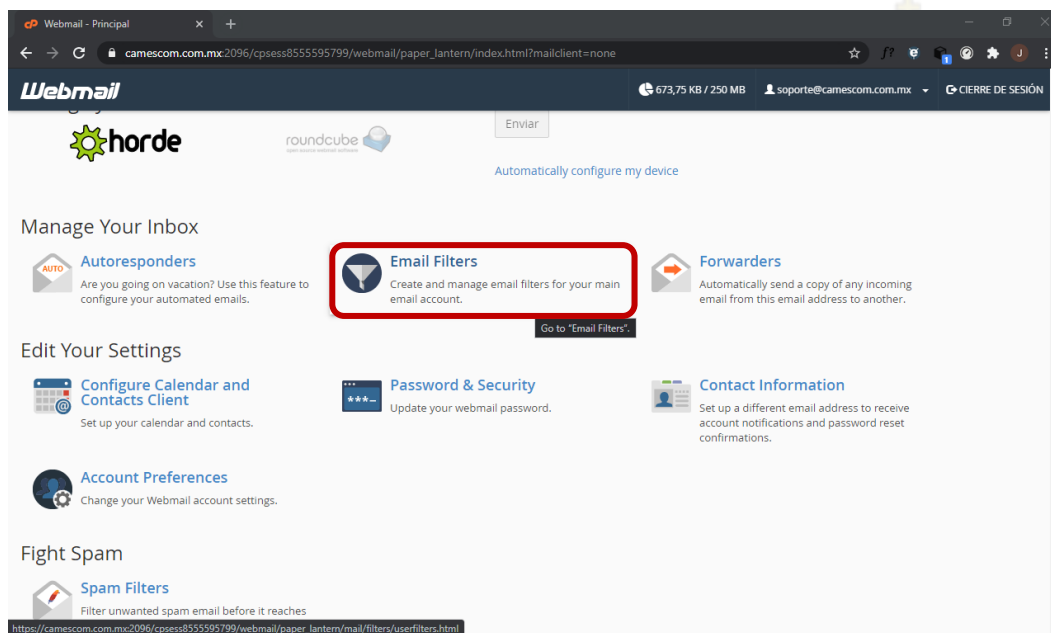 Webmail - Principal
camescom.com.mx:2096/cpsess8555595799/webmail/paper_lantern/index.html?mailclient=none
1
J
Webmail
673,75 KB / 250 MB
soporte@camescom.com.mx
CIERRE DE SESIÓN
horde
roundcube
open source webmail software
Enviar
Automatically configure my device
Manage Your Inbox
AUTO
Autoresponders
Are you going on vacation? Use this feature to
configure your automated emails.
Email Filters
Create and manage email filters for your main
email account.
Go to "Email Filters".
Forwarders
Automatically send a copy of any incoming
email from this email address to another.
Edit Your Settings
Configure Calendar and
Contacts Client
Set up your calendar and contacts.
Password & Security
Update your webmail password.
Contact Information
Set up a different email address to receive
account notifications and password reset
confirmations.
Account Preferences
Change your Webmail account settings.
Fight Spam
Spam Filters
Filter unwanted spam email before it reaches
https://camescom.com.mx:2096/cpsess8555595799/webmail/paper_lantern/mail/filters/userfilters.html